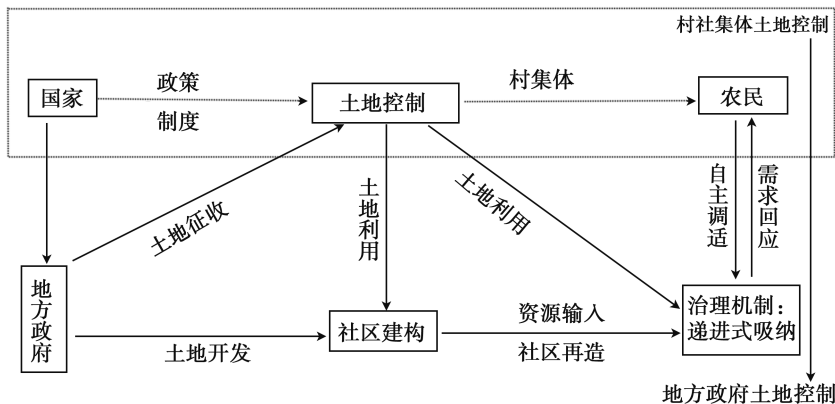 村社集体土地控制
国家
政策
制度
土地控制
村集体
农民
土地征收
土地利用
土地利用
自主调适
需求回应
地方政府
土地开发
社区建构
资源输入
社区再造
治理机制：
递进式吸纳
地方政府土地控制